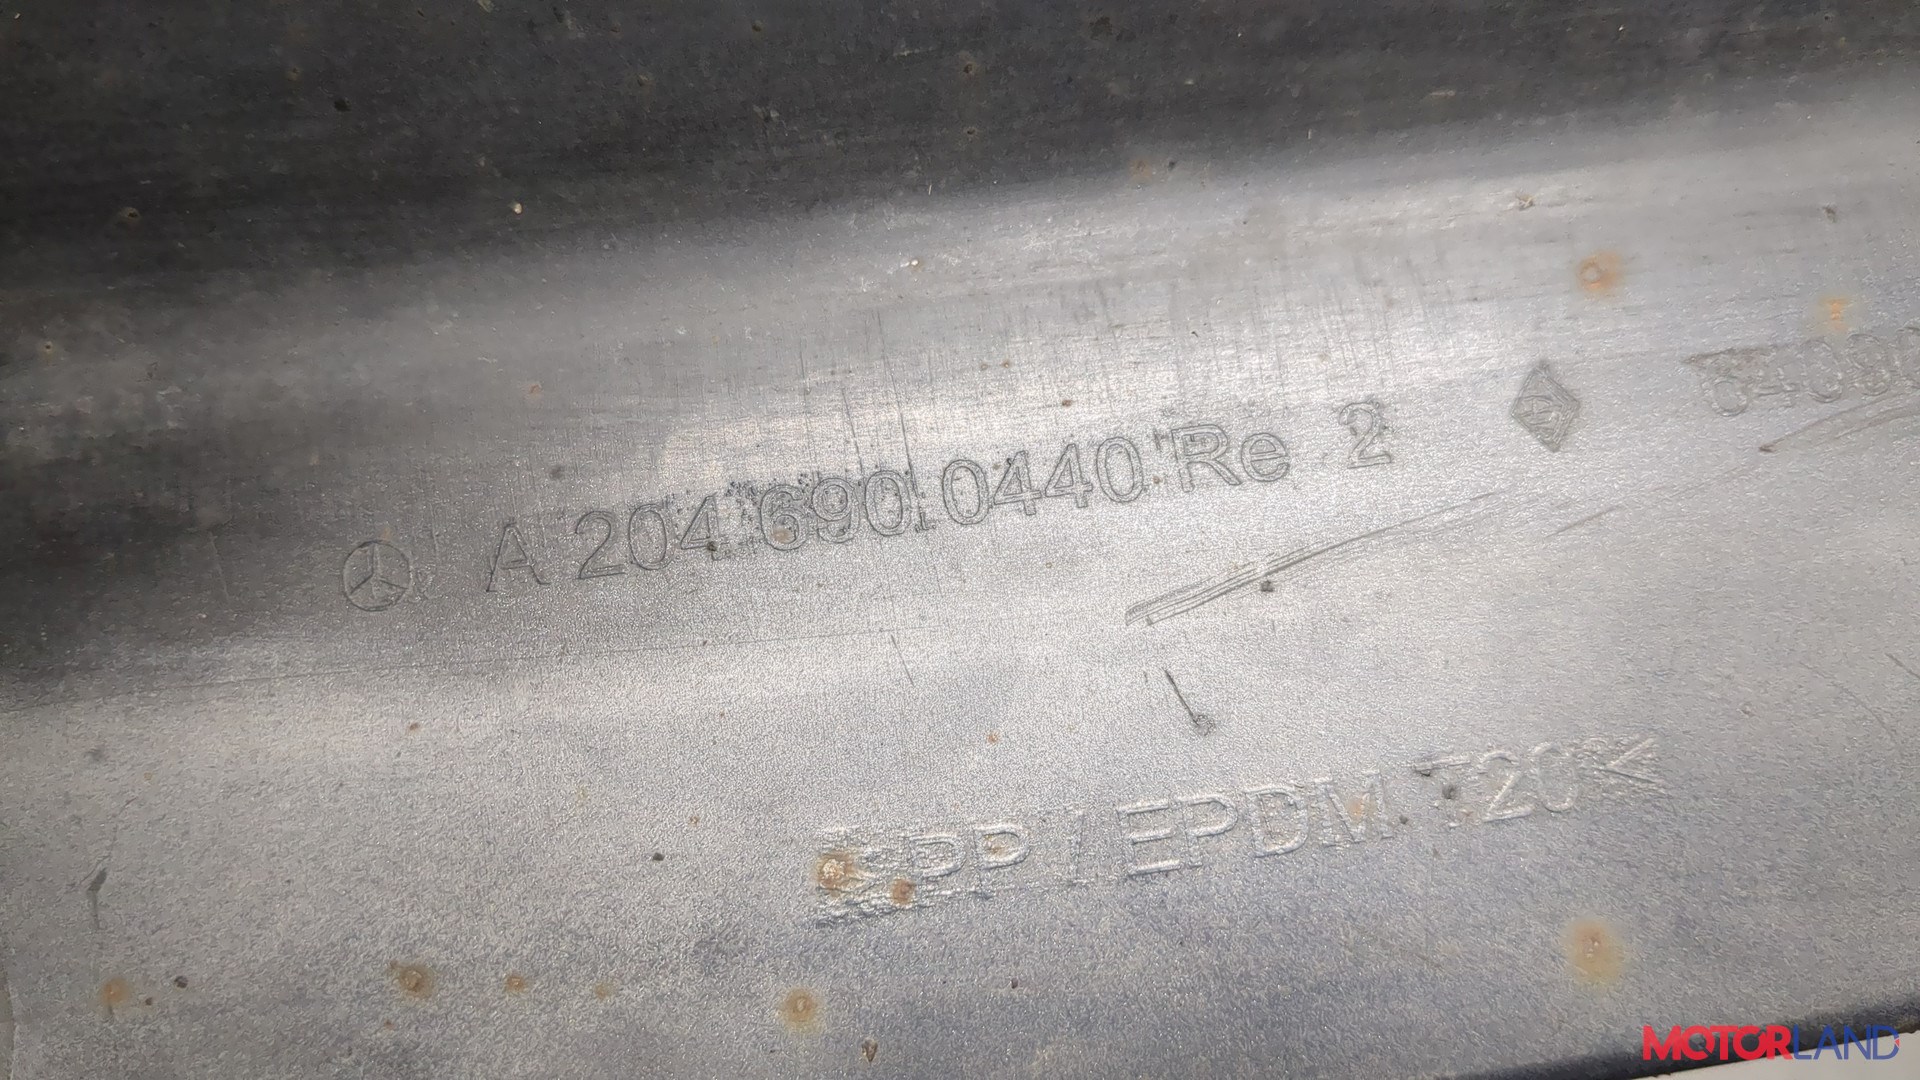 A 204 690 0440 Re 2
>PP / EPDM T20<
MOTORLAND